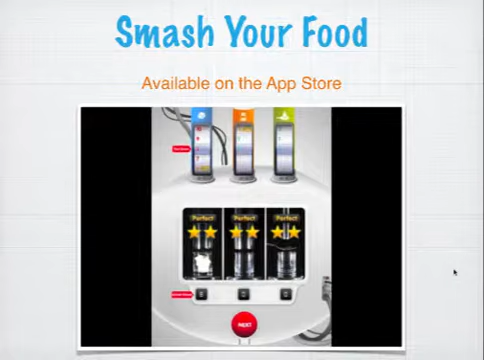 Smash Your Food
Available on the App Store
Perfect Perfect Perfect
NEXT